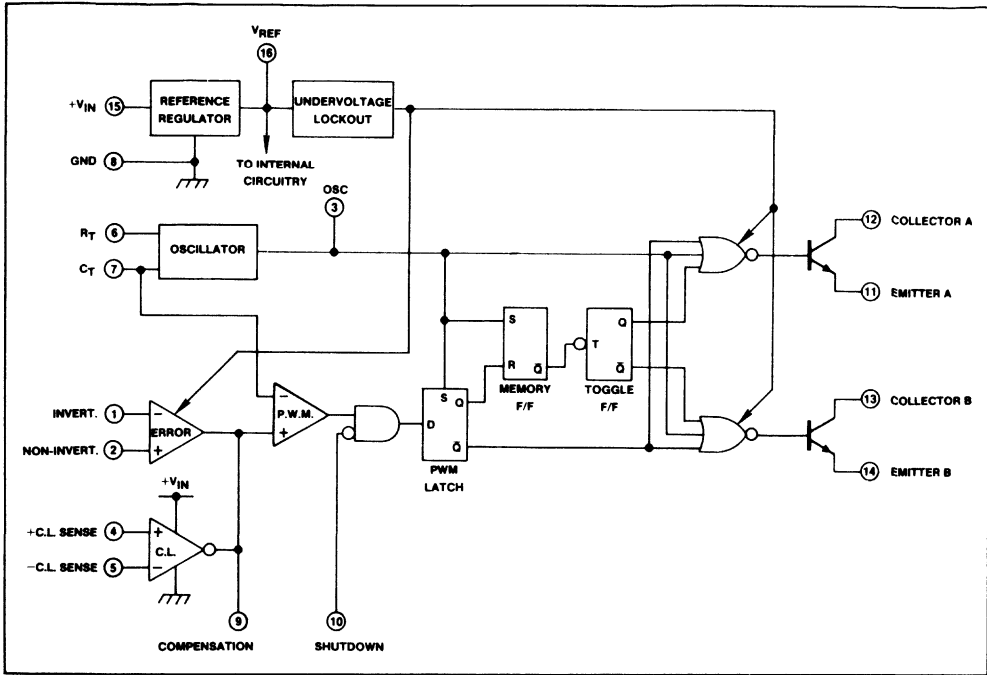 VREF
16
+VIN 15
REFERENCE
REGULATOR
UNDERVOLTAGE
LOCKOUT
GND 8
TO INTERNAL
CIRCUITRY
OSC
3
RT 6
CT 7
OSCILLATOR
12 COLLECTOR A
11 EMITTER A
S
R
Q̅
MEMORY
F/F
T
Q
Q̅
TOGGLE
F/F
INVERT. 1
NON-INVERT. 2
−
ERROR
+
−
P.W.M.
+
S
D
Q
Q̅
PWM
LATCH
13 COLLECTOR B
14 EMITTER B
+VIN
+C.L. SENSE 4
−C.L. SENSE 5
+
C.L.
−
9
COMPENSATION
10
SHUTDOWN